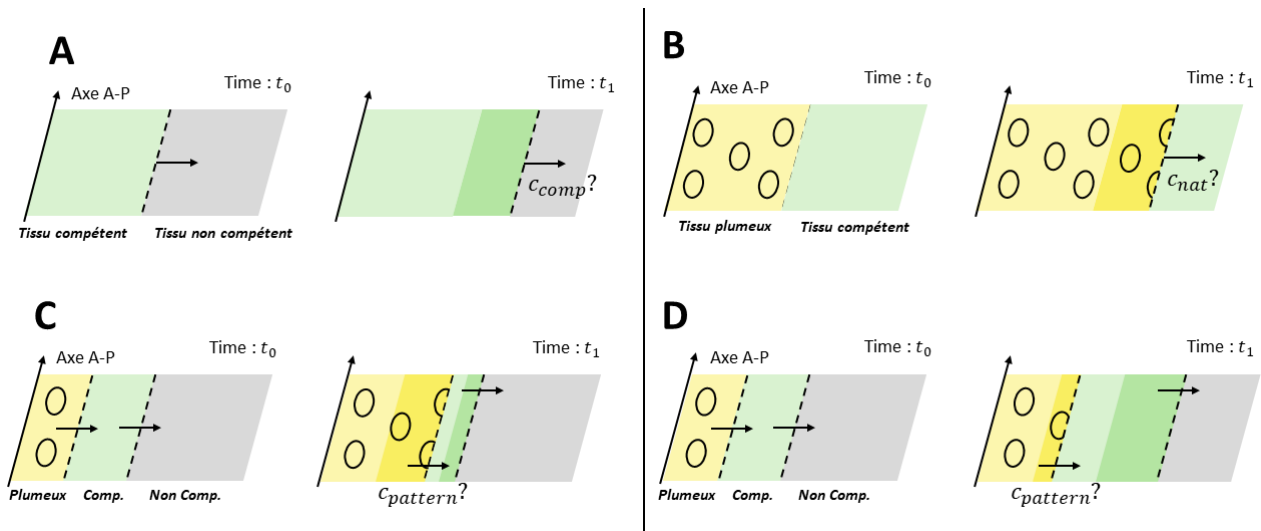 A
Axe A-P
Time : t₀
Time : t₁
c_comp?
Tissu compétent
Tissu non compétent
B
Axe A-P
Time : t₀
Time : t₁
c_nat?
Tissu plumeux
Tissu compétent
C
Axe A-P
Time : t₀
Time : t₁
Plumeux
Comp.
Non Comp.
c_pattern?
D
Axe A-P
Time : t₀
Time : t₁
Plumeux
Comp.
Non Comp.
c_pattern?